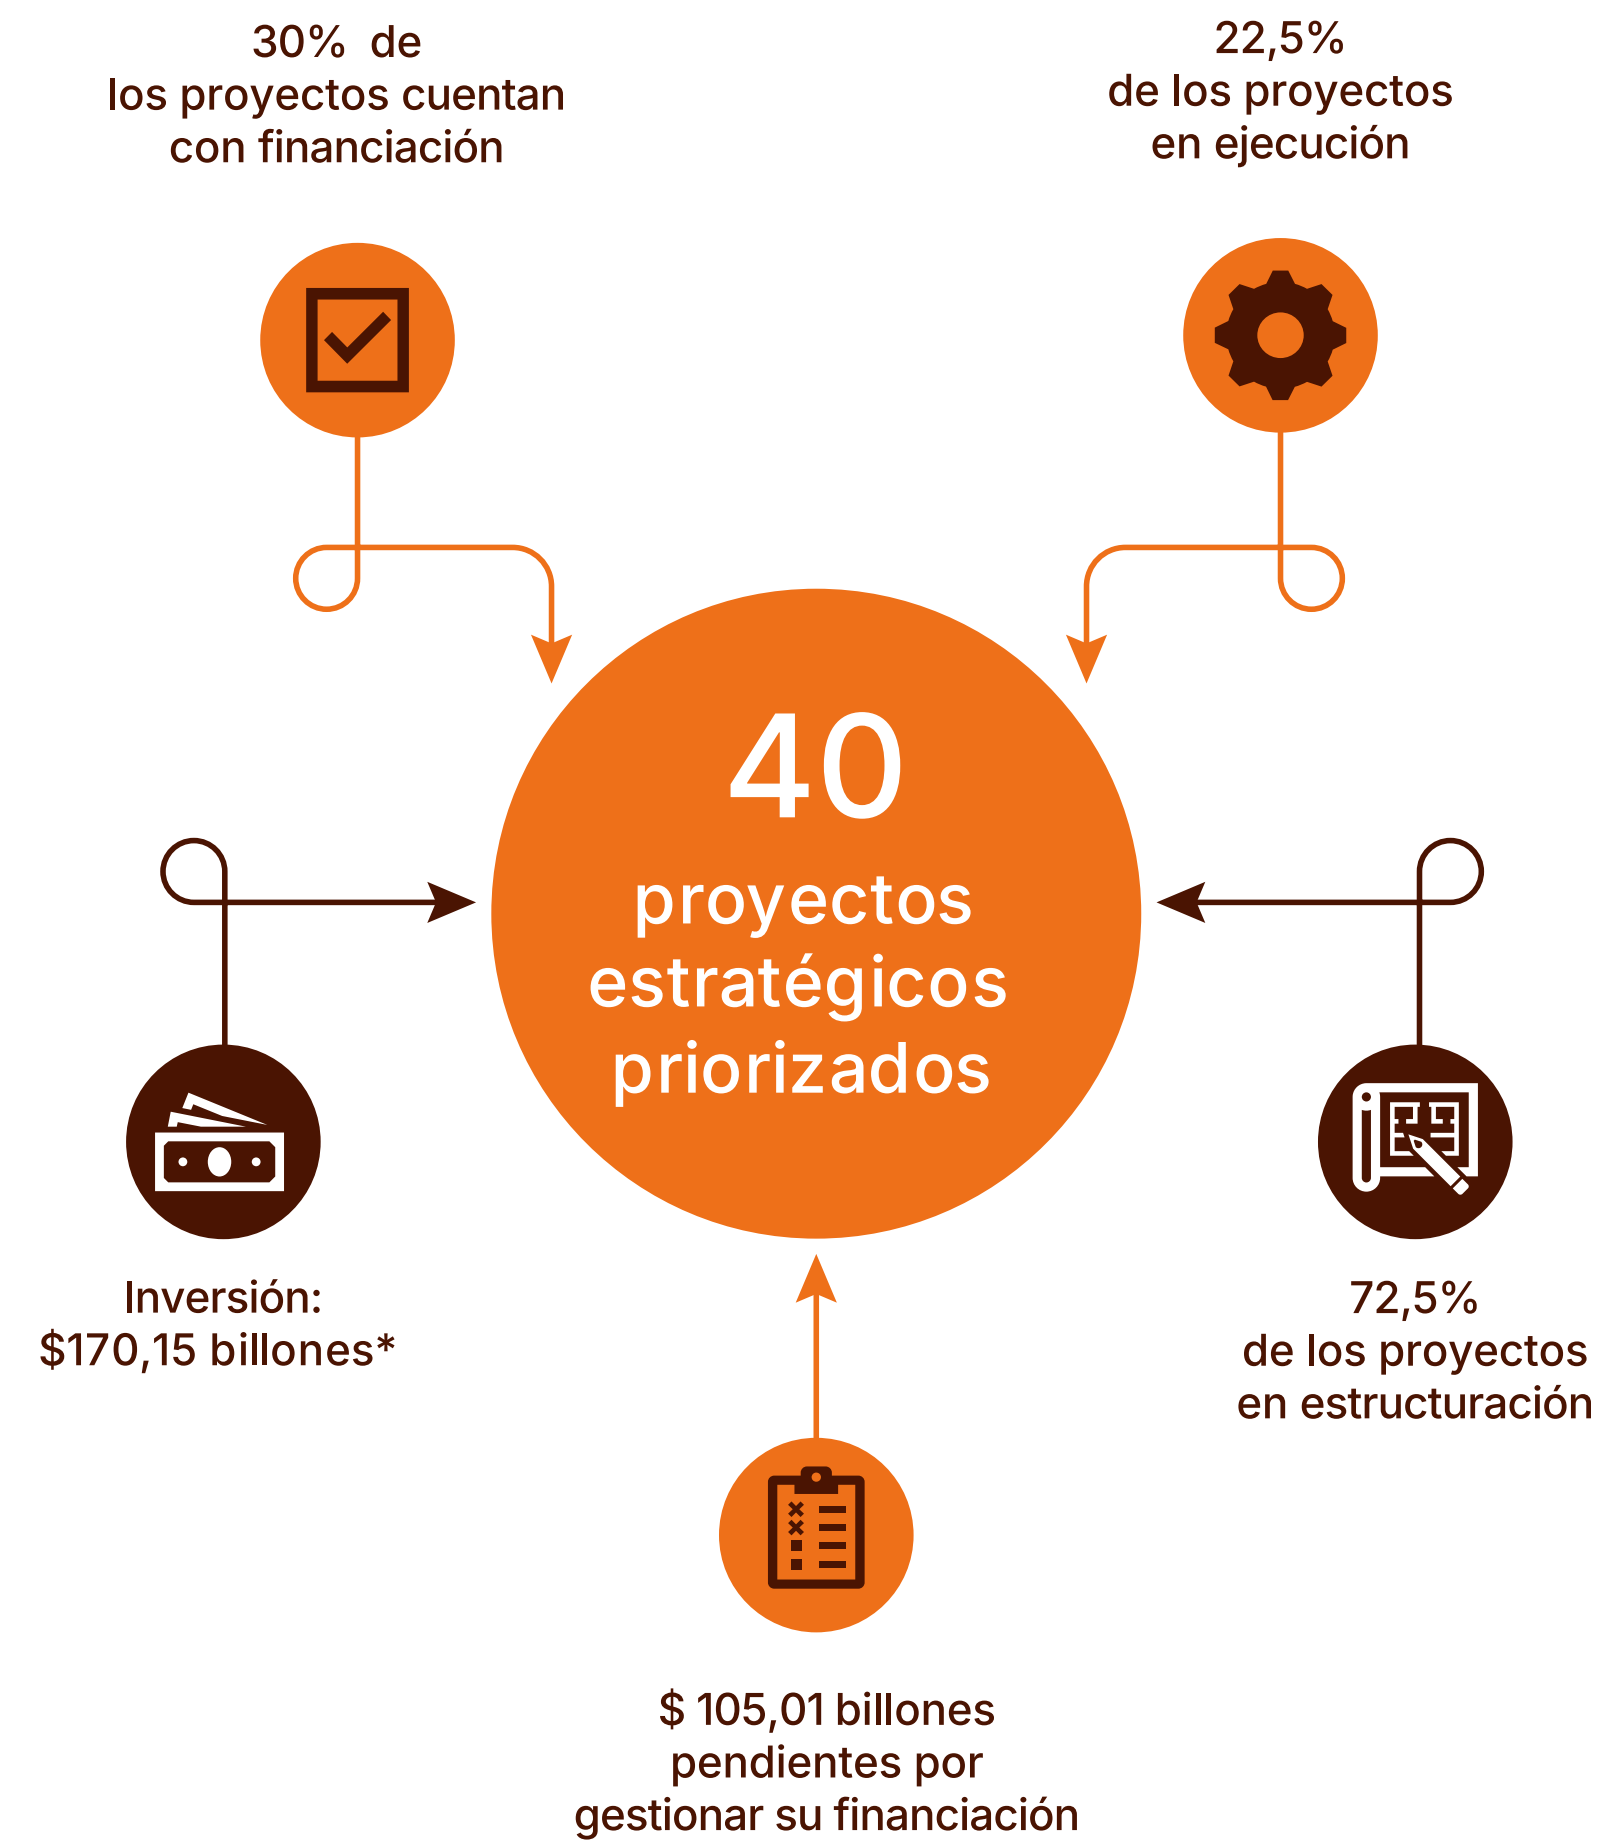 30% de
los proyectos cuentan
con financiación
22,5%
de los proyectos
en ejecución
40
proyectos
estratégicos
priorizados
Inversión:
$170,15 billones*
72,5%
de los proyectos
en estructuración
$ 105,01 billones
pendientes por
gestionar su financiación